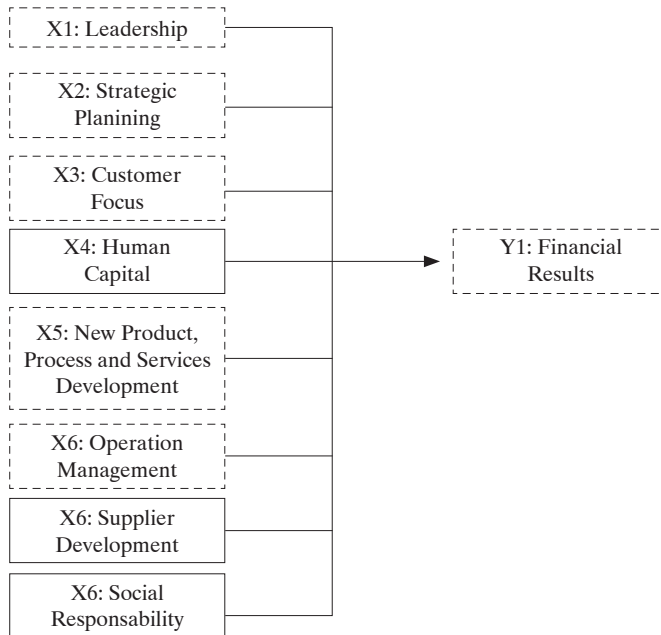 X1: Leadership
X2: Strategic
Planining
X3: Customer
Focus
X4: Human
Capital
Y1: Financial
Results
X5: New Product,
Process and Services
Development
X6: Operation
Management
X6: Supplier
Development
X6: Social
Responsability